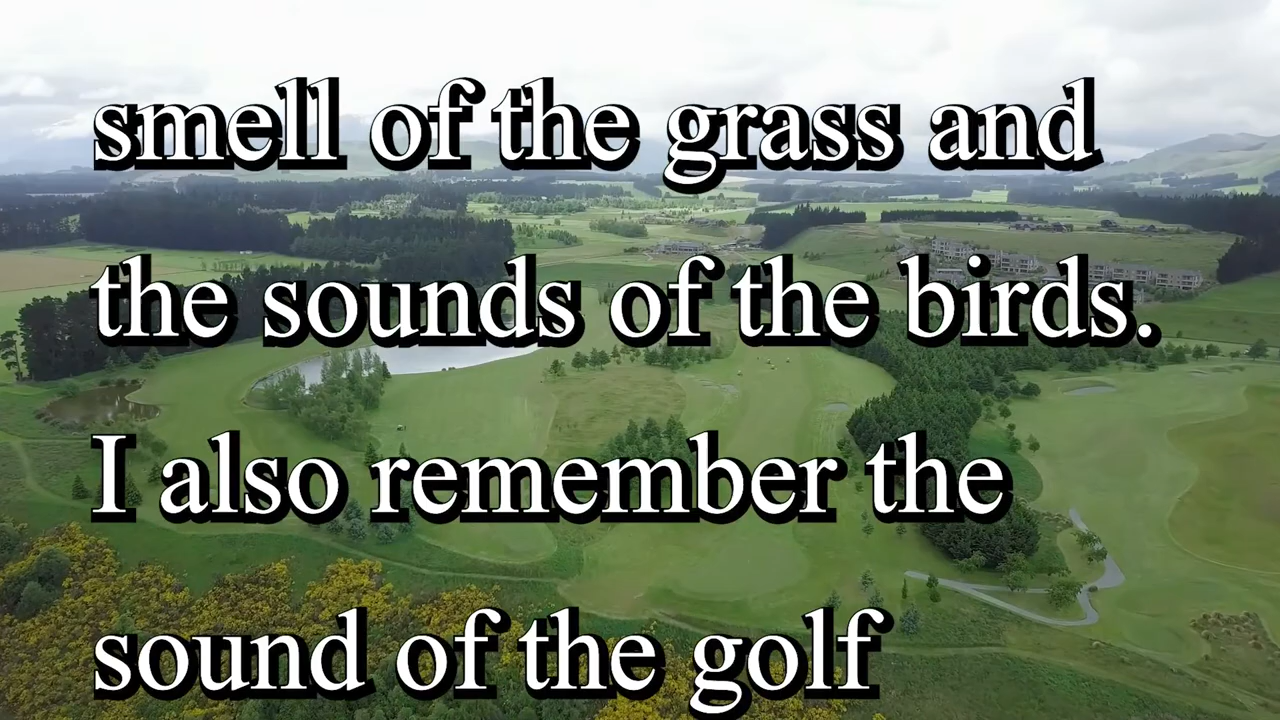 smell of the grass and
the sounds of the birds.
I also remember the
sound of the golf